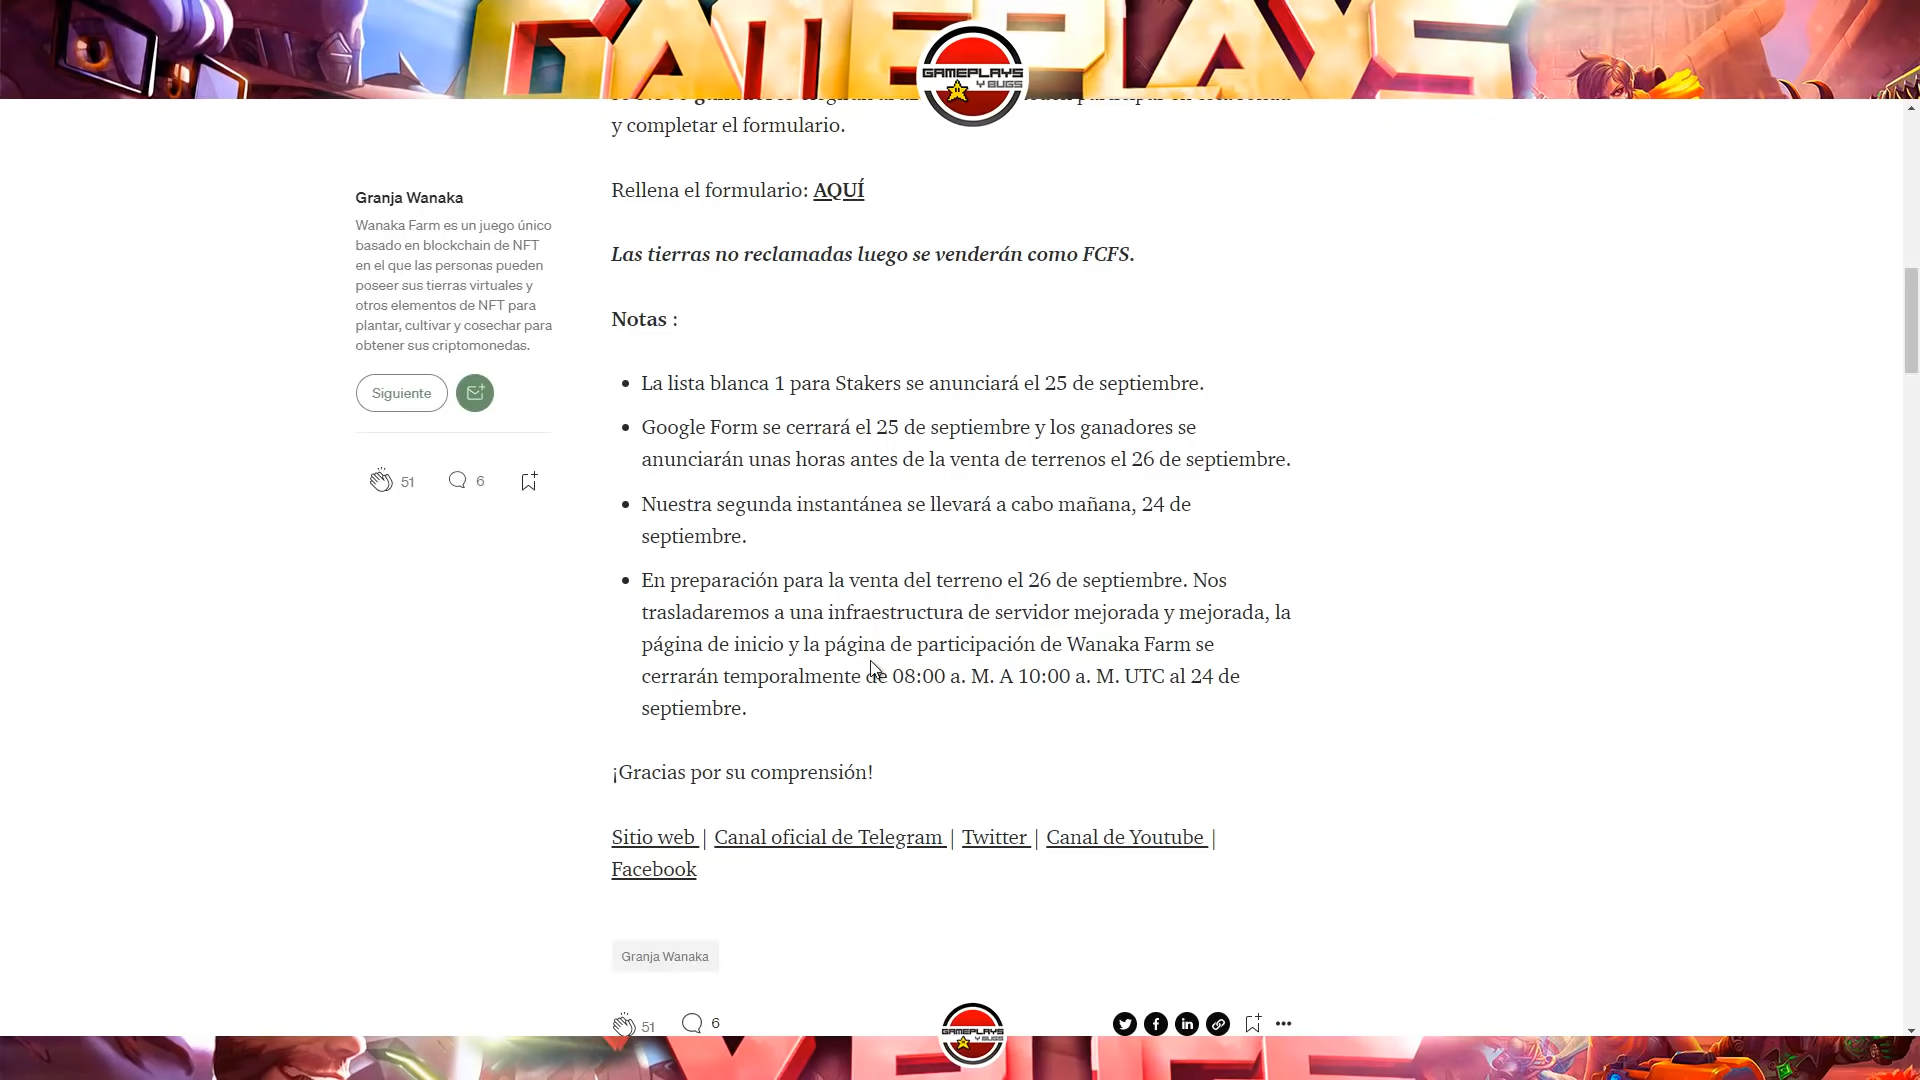 GAMEPLAYS
GAMEPLAYS
Y BUGS
y completar el formulario.
Granja Wanaka
Wanaka Farm es un juego único
basado en blockchain de NFT
en el que las personas pueden
poseer sus tierras virtuales y
otros elementos de NFT para
plantar, cultivar y cosechar para
obtener sus criptomonedas.
Siguiente
51
6
Rellena el formulario: AQUÍ
Las tierras no reclamadas luego se venderán como FCFS.
Notas :
• La lista blanca 1 para Stakers se anunciará el 25 de septiembre.
• Google Form se cerrará el 25 de septiembre y los ganadores se
anunciarán unas horas antes de la venta de terrenos el 26 de septiembre.
• Nuestra segunda instantánea se llevará a cabo mañana, 24 de
septiembre.
• En preparación para la venta del terreno el 26 de septiembre. Nos
trasladaremos a una infraestructura de servidor mejorada y mejorada, la
página de inicio y la página de participación de Wanaka Farm se
cerrarán temporalmente de 08:00 a. M. A 10:00 a. M. UTC al 24 de
septiembre.
¡Gracias por su comprensión!
Sitio web | Canal oficial de Telegram | Twitter | Canal de Youtube |
Facebook
Granja Wanaka
51
6
GAMEPLAYS
Y BUGS